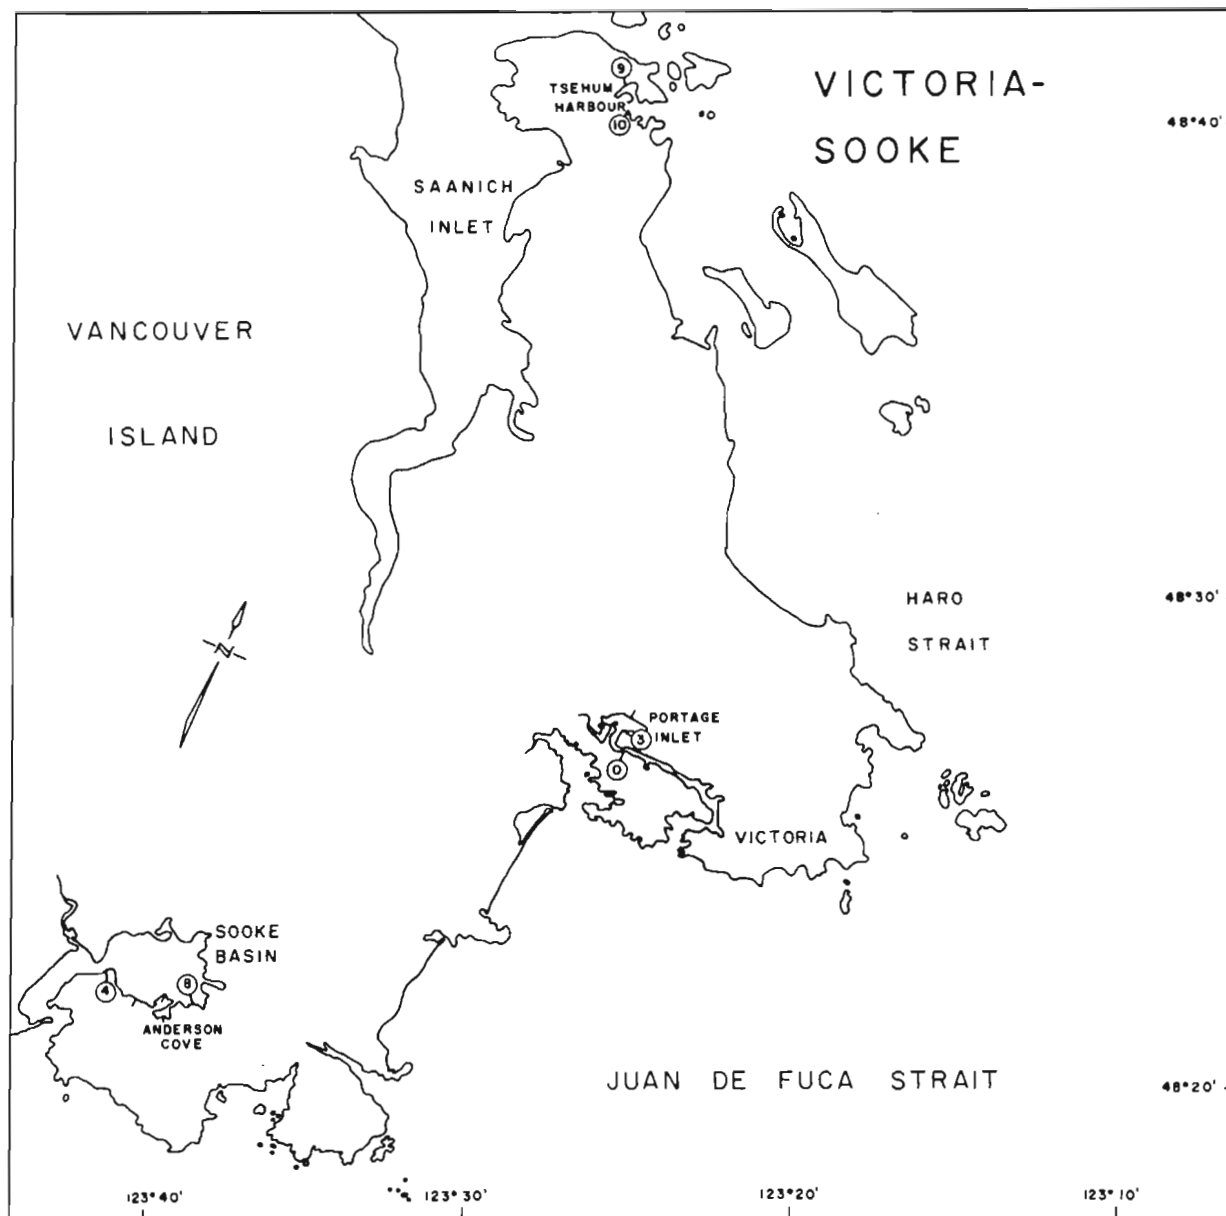 VICTORIA-
SOOKE
9
TSEHUM
HARBOUR
10
48°40'
SAANICH
INLET
VANCOUVER
ISLAND
HARO
STRAIT
48°30'
N
PORTAGE
INLET
3
0
VICTORIA
SOOKE
BASIN
4
8
ANDERSON
COVE
JUAN DE FUCA STRAIT
48°20'
123°40'
123°30'
123°20'
123°10'